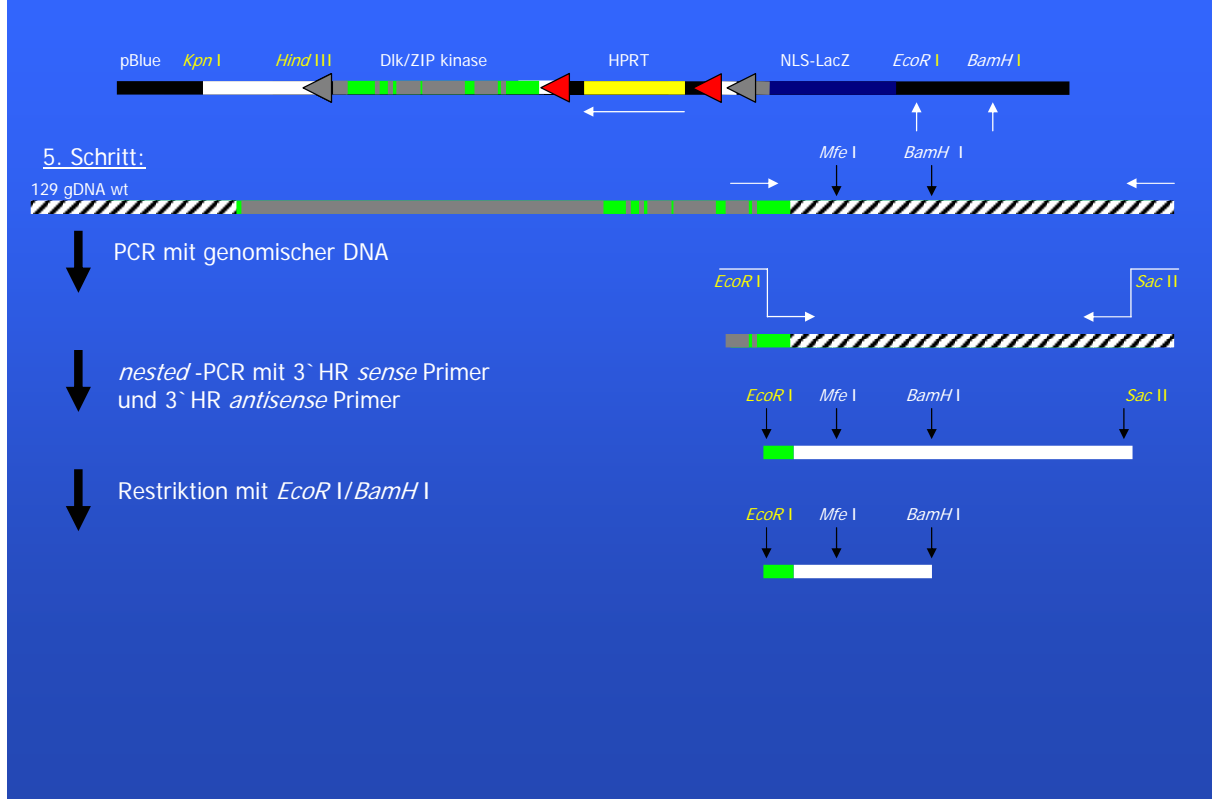 pBlue Kpn I Hind III Dlk/ZIP kinase HPRT NLS-LacZ EcoR I BamH I
5. Schritt:
Mfe I BamH I
129 gDNA wt
PCR mit genomischer DNA
EcoR I Sac II
nested -PCR mit 3`HR sense Primer
und 3`HR antisense Primer
EcoR I Mfe I BamH I Sac II
Restriktion mit EcoR I/BamH I
EcoR I Mfe I BamH I